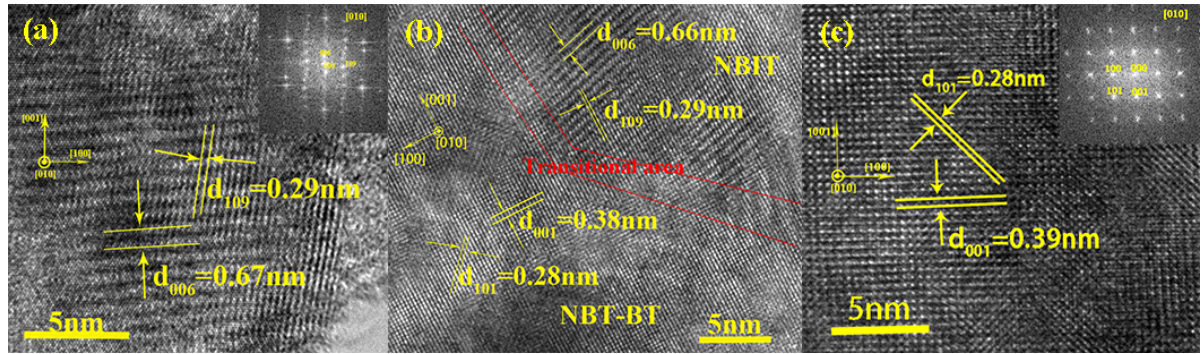 (a)
[010]
109
[001]
[100]
[010]
d109=0.29nm
d006=0.67nm
5nm
(b)
d006=0.66nm
NBIT
d109=0.29nm
[001]
[010]
[100]
Transitional area
d001=0.38nm
d101=0.28nm
NBT-BT
5nm
(c)
[010]
100 000
101 001
d101=0.28nm
[001]
[100]
[010]
d001=0.39nm
5nm